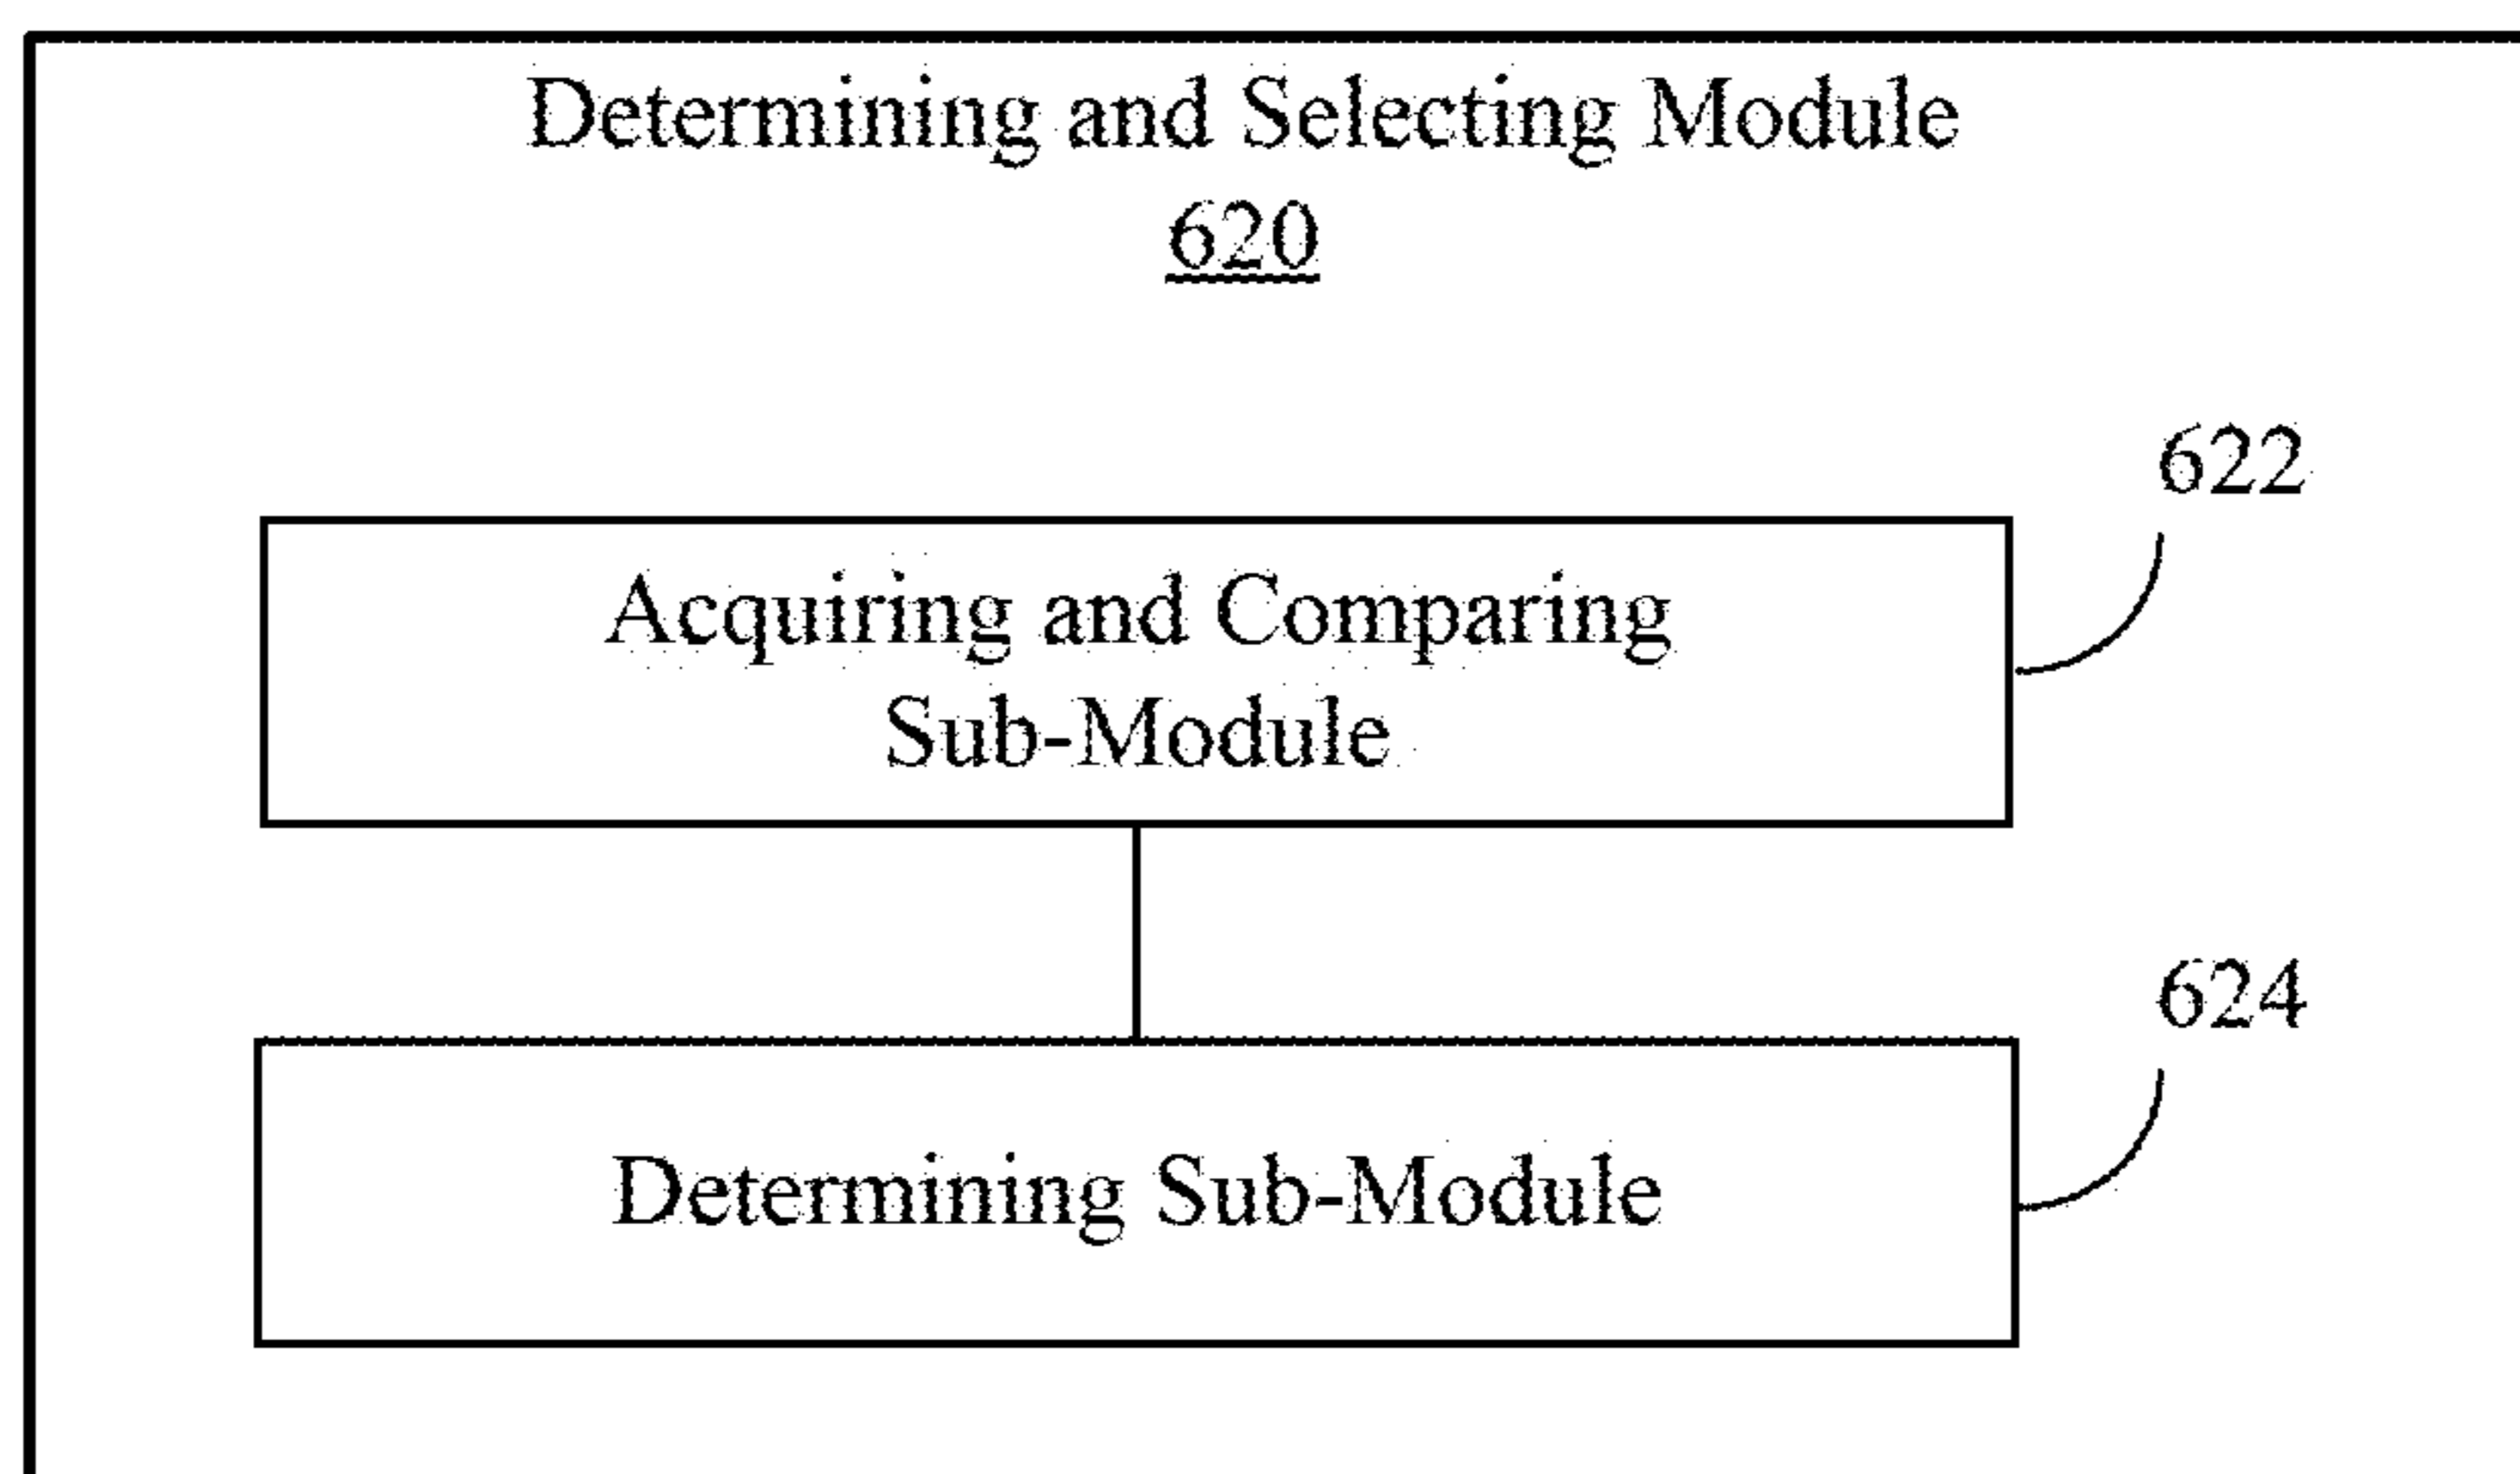 Determining and Selecting Module
620
622
Acquiring and Comparing
Sub-Module
624
Determining Sub-Module